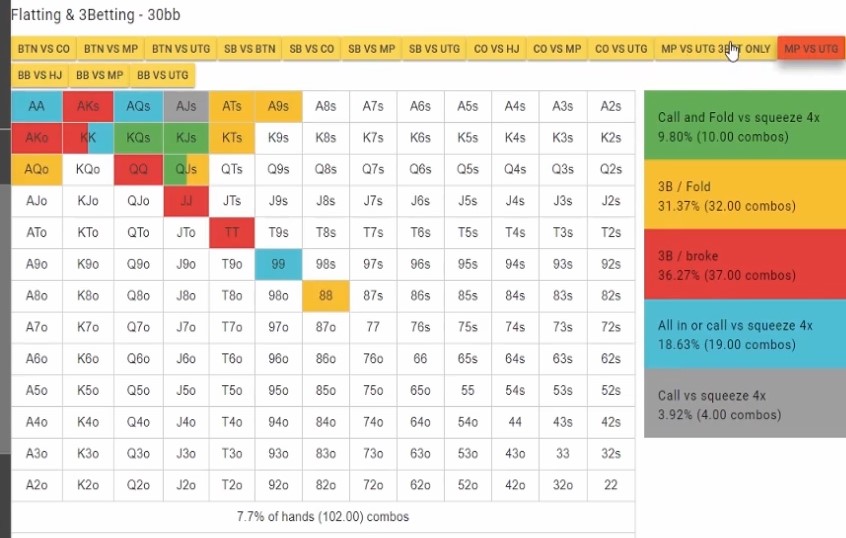 Flatting & 3Betting - 30bb
BTN VS CO BTN VS MP BTN VS UTG SB VS BTN SB VS CO SB VS MP SB VS UTG CO VS HJ CO VS MP CO VS UTG MP VS UTG 3BET ONLY MP VS UTG
BB VS HJ BB VS MP BB VS UTG
AA AKs AQs AJs ATs A9s A8s A7s A6s A5s A4s A3s A2s
AKo KK KQs KJs KTs K9s K8s K7s K6s K5s K4s K3s K2s
AQo KQo QQ QJs QTs Q9s Q8s Q7s Q6s Q5s Q4s Q3s Q2s
AJo KJo QJo JJ JTs J9s J8s J7s J6s J5s J4s J3s J2s
ATo KTo QTo JTo TT T9s T8s T7s T6s T5s T4s T3s T2s
A9o K9o Q9o J9o T9o 99 98s 97s 96s 95s 94s 93s 92s
A8o K8o Q8o J8o T8o 98o 88 87s 86s 85s 84s 83s 82s
A7o K7o Q7o J7o T7o 97o 87o 77 76s 75s 74s 73s 72s
A6o K6o Q6o J6o T6o 96o 86o 76o 66 65s 64s 63s 62s
A5o K5o Q5o J5o T5o 95o 85o 75o 65o 55 54s 53s 52s
A4o K4o Q4o J4o T4o 94o 84o 74o 64o 54o 44 43s 42s
A3o K3o Q3o J3o T3o 93o 83o 73o 63o 53o 43o 33 32s
A2o K2o Q2o J2o T2o 92o 82o 72o 62o 52o 42o 32o 22
7.7% of hands (102.00) combos
Call and Fold vs squeeze 4x
9.80% (10.00 combos)
3B / Fold
31.37% (32.00 combos)
3B / broke
36.27% (37.00 combos)
All in or call vs squeeze 4x
18.63% (19.00 combos)
Call vs squeeze 4x
3.92% (4.00 combos)